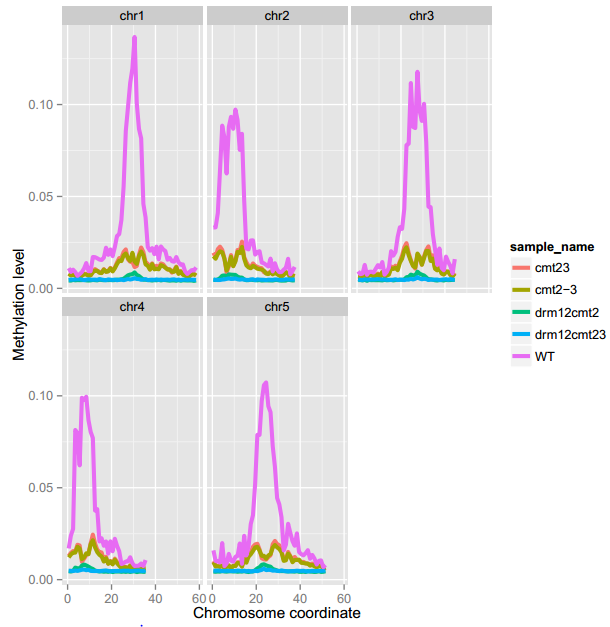 chr1 chr2 chr3
0.10
0.05
0.00
chr4 chr5
0.10
0.05
0.00
0 20 40 60 0 20 40 60
Methylation level
Chromosome coordinate
sample_name
cmt23
cmt2-3
drm12cmt2
drm12cmt23
WT